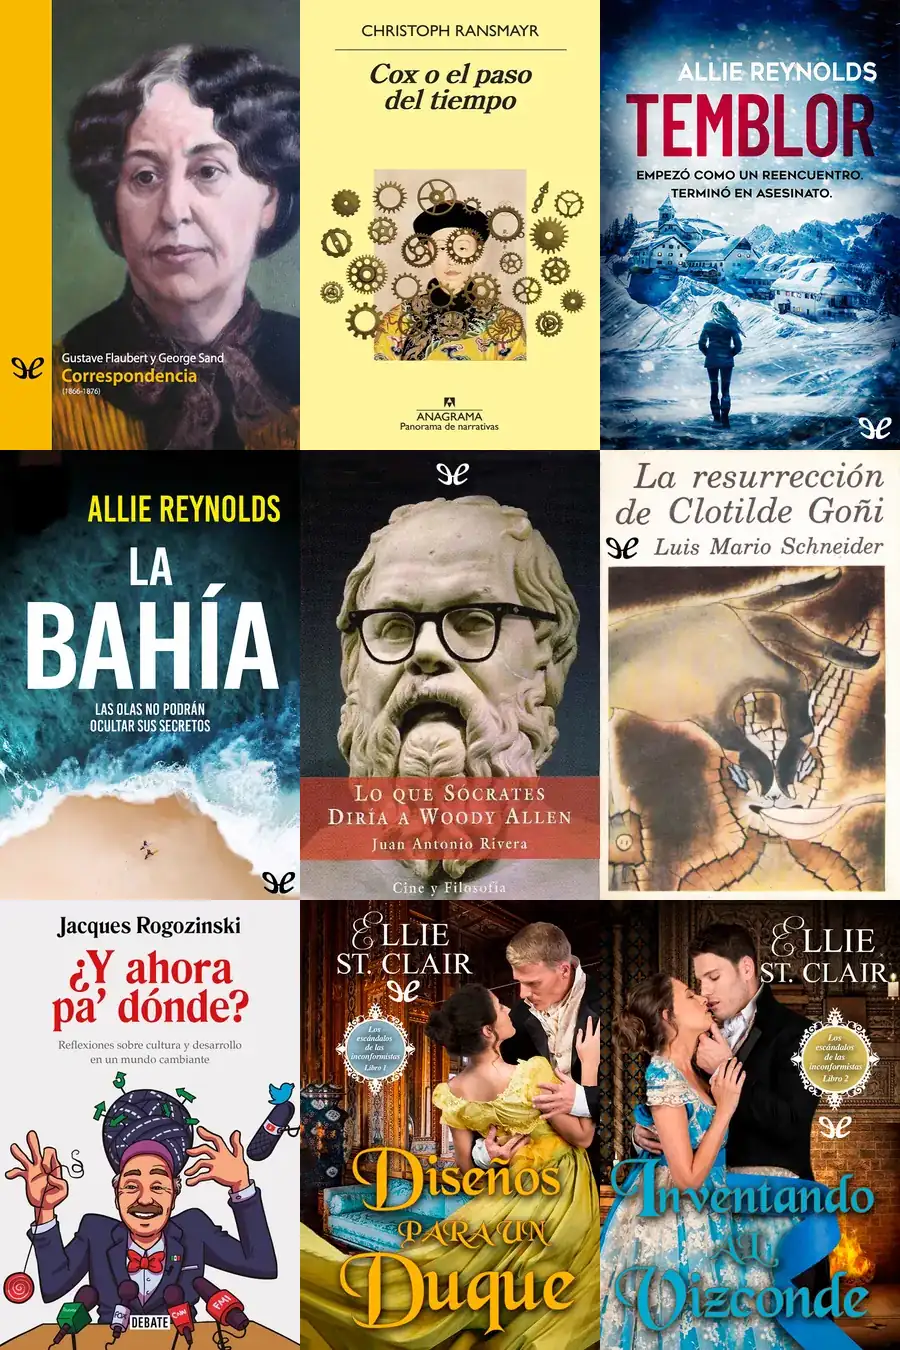 Gustave Flaubert y George Sand
Correspondencia
(1866-1876)
CHRISTOPH RANSMAYR
Cox o el paso
del tiempo
ANAGRAMA
Panorama de narrativas
ALLIE REYNOLDS
TEMBLOR
EMPEZÓ COMO UN REENCUENTRO.
TERMINÓ EN ASESINATO.
ALLIE REYNOLDS
LA
BAHÍA
LAS OLAS NO PODRÁN
OCULTAR SUS SECRETOS
LO QUE SÓCRATES
DIRÍA A WOODY ALLEN
Juan Antonio Rivera
Cine y Filosofía
La resurrección
de Clotilde Goñi
Luis Mario Schneider
Jacques Rogozinski
¿Y ahora
pa' dónde?
Reflexiones sobre cultura y desarrollo
en un mundo cambiante
FOX
CNN
FMI
DEBATE
ELLIE
ST. CLAIR
Los
escándalos
de las
inconformistas
Libro 1
Diseños
PARA UN
Duque
ELLIE
ST. CLAIR
Los
escándalos
de las
inconformistas
Libro 2
Inventando
AL
Vizconde